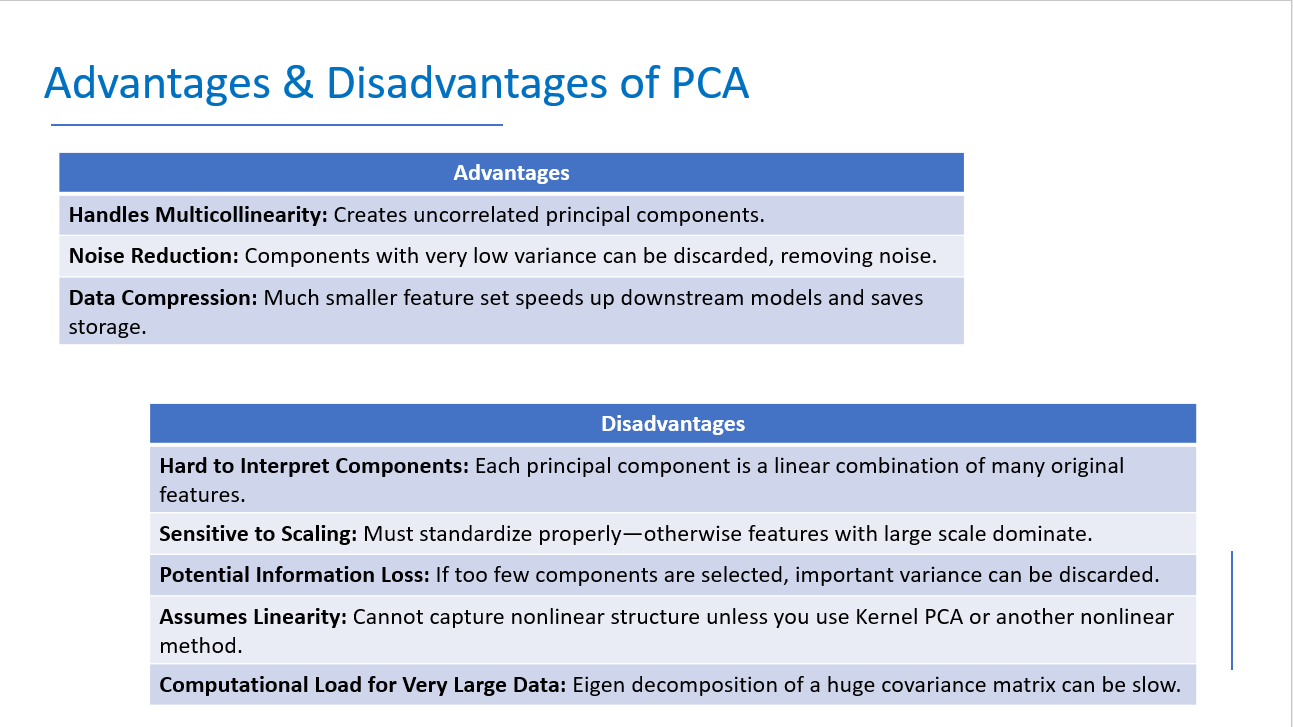 Advantages & Disadvantages of PCA
Advantages
Handles Multicollinearity: Creates uncorrelated principal components.
Noise Reduction: Components with very low variance can be discarded, removing noise.
Data Compression: Much smaller feature set speeds up downstream models and saves
storage.
Disadvantages
Hard to Interpret Components: Each principal component is a linear combination of many original
features.
Sensitive to Scaling: Must standardize properly—otherwise features with large scale dominate.
Potential Information Loss: If too few components are selected, important variance can be discarded.
Assumes Linearity: Cannot capture nonlinear structure unless you use Kernel PCA or another nonlinear
method.
Computational Load for Very Large Data: Eigen decomposition of a huge covariance matrix can be slow.